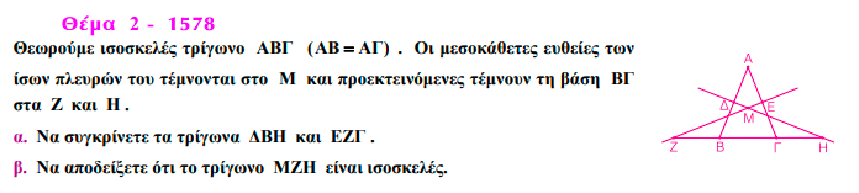 Θέμα 2 - 1578
Θεωρούμε ισοσκελές τρίγωνο ΑΒΓ (ΑΒ = ΑΓ) . Οι μεσοκάθετες ευθείες των
ίσων πλευρών του τέμνονται στο Μ και προεκτεινόμενες τέμνουν τη βάση ΒΓ
στα Ζ και Η .
α. Να συγκρίνετε τα τρίγωνα ΔΒΗ και ΕΖΓ .
β. Να αποδείξετε ότι το τρίγωνο ΜΖΗ είναι ισοσκελές.
Α
Δ Ε
Μ
Ζ Β Γ Η